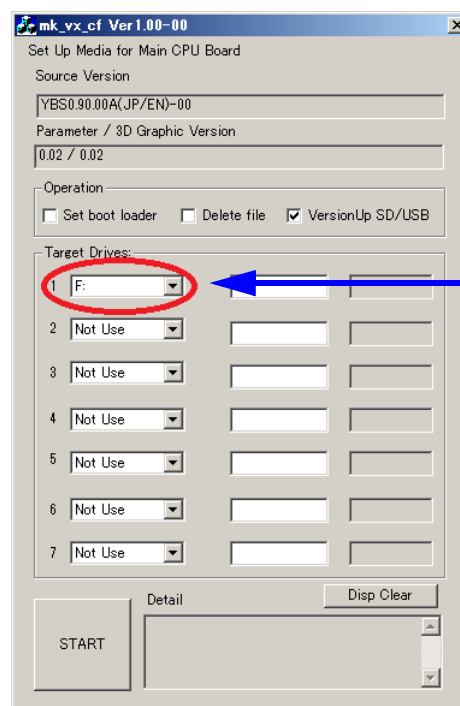 mk_vx_cf Ver1.00-00
Set Up Media for Main CPU Board
Source Version
YBS0.90.00A(JP/EN)-00
Parameter / 3D Graphic Version
0.02 / 0.02
Operation
Set boot loader Delete file VersionUp SD/USB
Target Drives:
1 F:
2 Not Use
3 Not Use
4 Not Use
5 Not Use
6 Not Use
7 Not Use
Detail Disp Clear
START